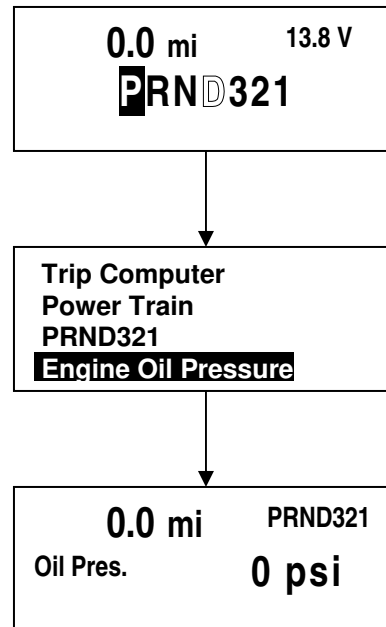 0.0 mi 13.8 V
PRND321
Trip Computer
Power Train
PRND321
Engine Oil Pressure
0.0 mi PRND321
Oil Pres. 0 psi